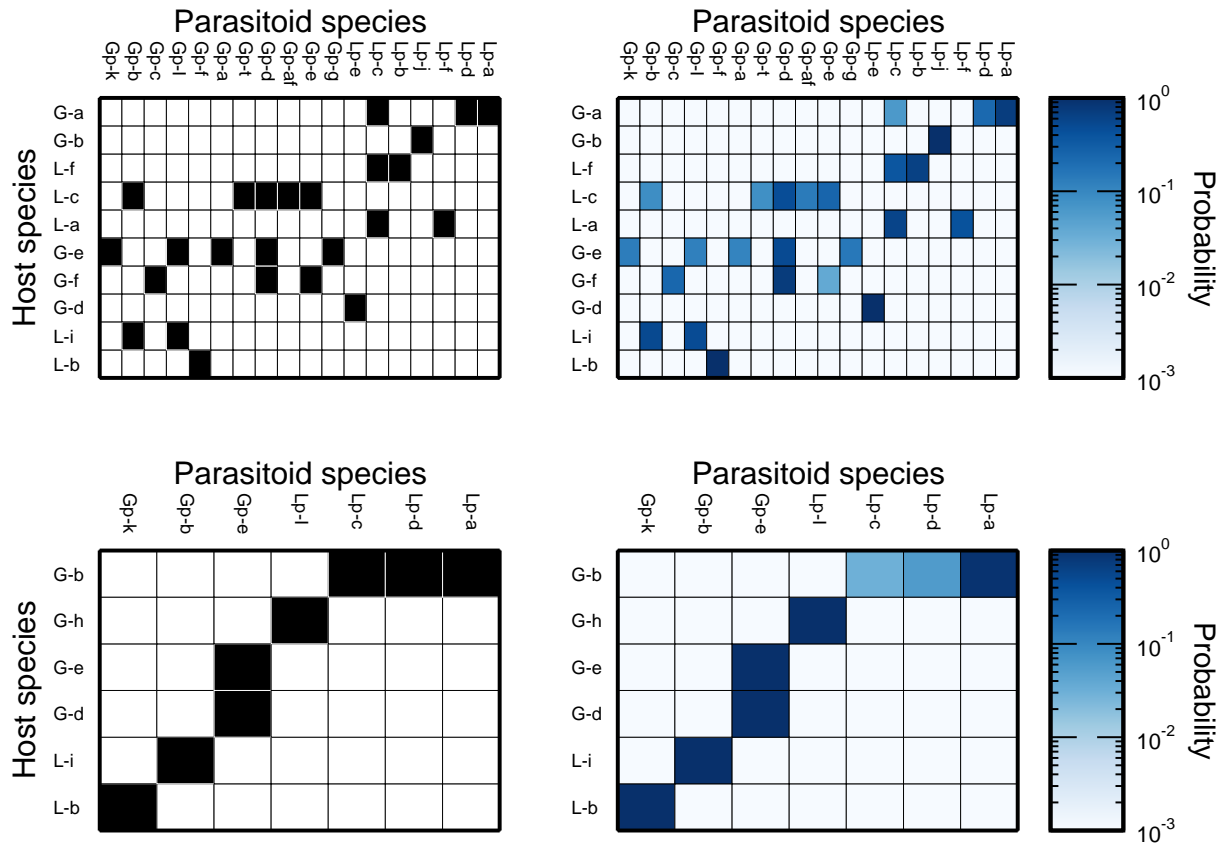 Parasitoid species
Gp-k Gp-b Gp-c Gp-l Gp-f Gp-a Gp-t Gp-d Gp-af Gp-e Gp-g Lp-e Lp-c Lp-b Lp-j Lp-f Lp-d Lp-a
Host species
G-a
G-b
L-f
L-c
L-a
G-e
G-f
G-d
L-i
L-b
Parasitoid species
Gp-k Gp-b Gp-c Gp-l Gp-f Gp-a Gp-t Gp-d Gp-af Gp-e Gp-g Lp-e Lp-c Lp-b Lp-j Lp-f Lp-d Lp-a
G-a
G-b
L-f
L-c
L-a
G-e
G-f
G-d
L-i
L-b
10^0
10^-1
10^-2
10^-3
Probability
Parasitoid species
Gp-k Gp-b Gp-e Lp-l Lp-c Lp-d Lp-a
Host species
G-b
G-h
G-e
G-d
L-i
L-b
Parasitoid species
Gp-k Gp-b Gp-e Lp-l Lp-c Lp-d Lp-a
G-b
G-h
G-e
G-d
L-i
L-b
10^0
10^-1
10^-2
10^-3
Probability